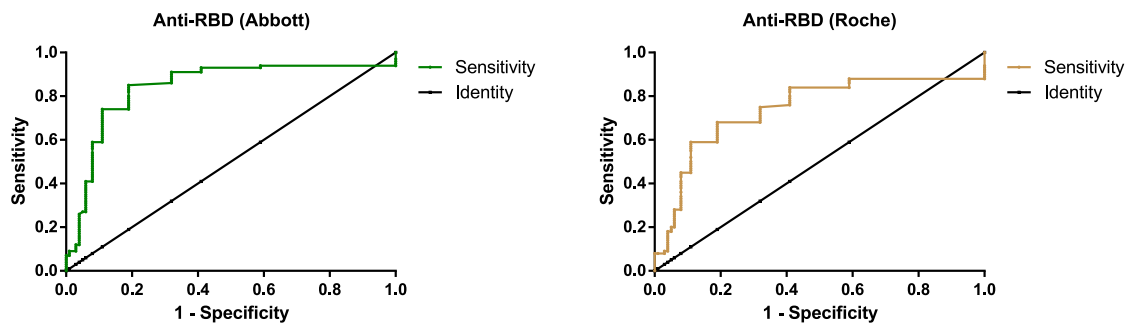 Anti-RBD (Abbott)
1.0
0.8
0.6
0.4
0.2
0.0
Sensitivity
0.0 0.2 0.4 0.6 0.8 1.0
1 - Specificity
Sensitivity
Identity
Anti-RBD (Roche)
1.0
0.8
0.6
0.4
0.2
0.0
Sensitivity
0.0 0.2 0.4 0.6 0.8 1.0
1 - Specificity
Sensitivity
Identity